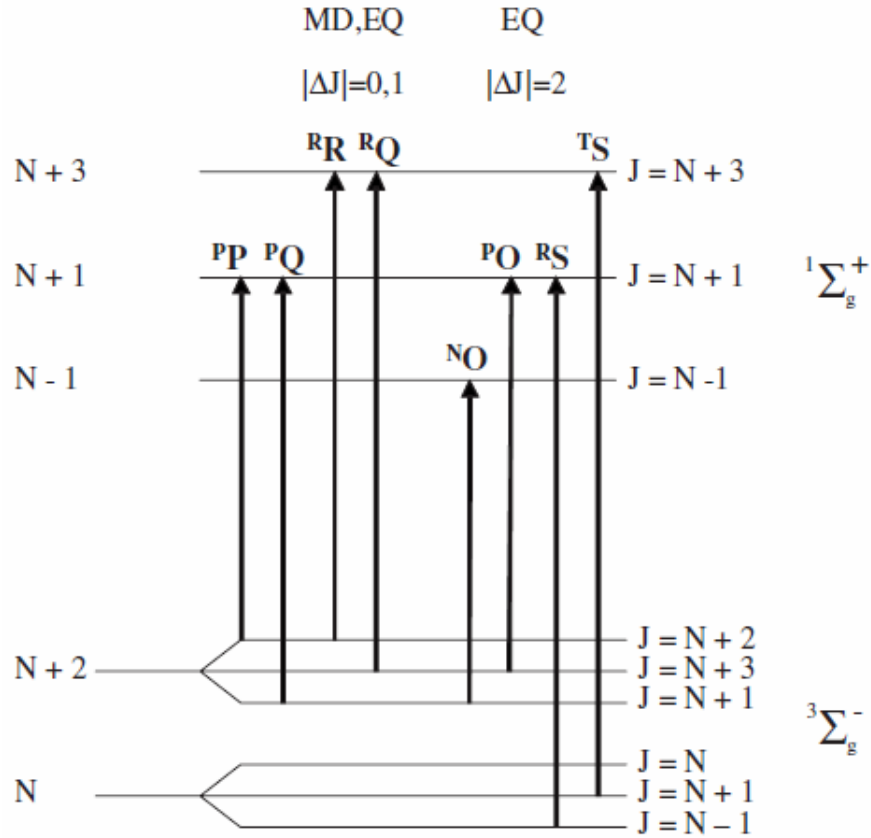 MD,EQ EQ
|ΔJ|=0,1 |ΔJ|=2
ᴿR ᴿQ ᵀS
N + 3 J = N + 3
ᴾP ᴾQ ᴾO ᴿS
N + 1 J = N + 1 ¹Σg⁺
ᴺO
N - 1 J = N -1
J = N + 2
N + 2 J = N + 3
J = N + 1
³Σg⁻
J = N
N J = N + 1
J = N – 1